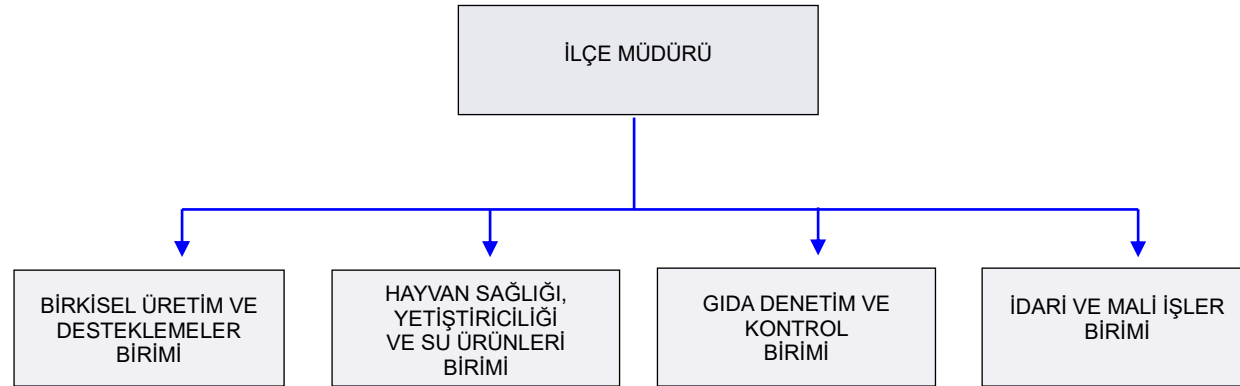 İLÇE MÜDÜRÜ
BİRKİSEL ÜRETİM VE
DESTEKLEMELER
BİRİMİ
HAYVAN SAĞLIĞI,
YETİŞTİRİCİLİĞİ
VE SU ÜRÜNLERİ
BİRİMİ
GIDA DENETİM VE
KONTROL
BİRİMİ
İDARİ VE MALİ İŞLER
BİRİMİ